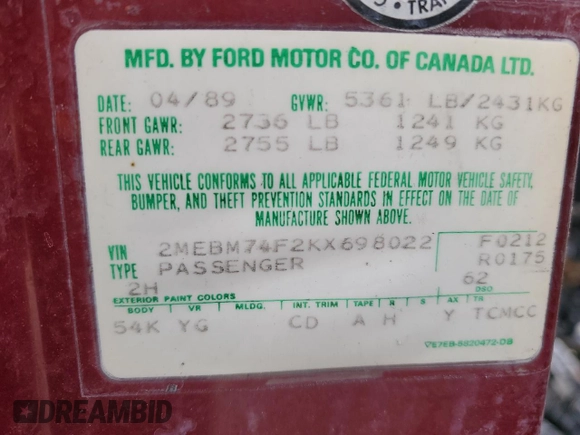 · TRA
MFD. BY FORD MOTOR CO. OF CANADA LTD.
DATE: 04/89 GVWR: 5361 LB/2431KG
FRONT GAWR: 2736 LB 1241 KG
REAR GAWR: 2755 LB 1249 KG
THIS VEHICLE CONFORMS TO ALL APPLICABLE FEDERAL MOTOR VEHICLE SAFETY,
BUMPER, AND THEFT PREVENTION STANDARDS IN EFFECT ON THE DATE OF
MANUFACTURE SHOWN ABOVE.
VIN 2MEBM74F2KX698022 F0212
TYPE PASSENGER R0175
2H 62
EXTERIOR PAINT COLORS DSO
BODY VR MLDG. INT. TRIM TAPE R S AX TR
54K YG CD A H Y TCMCC
VE7EB-5820472-DB
DREAMBID